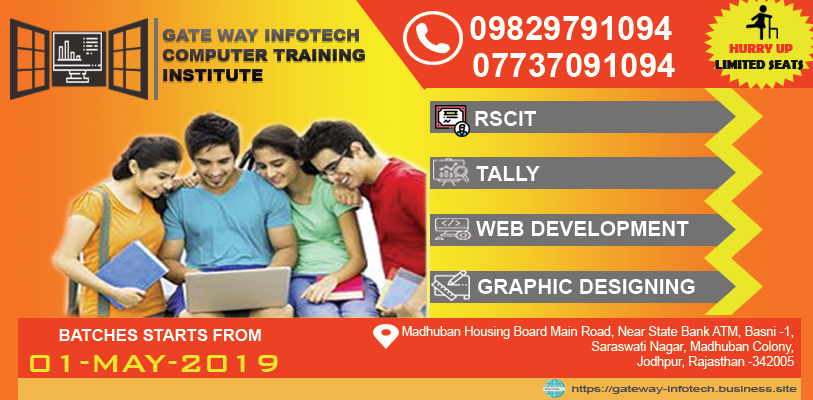 GATE WAY INFOTECH
COMPUTER TRAINING
INSTITUTE
09829791094
07737091094
HURRY UP
LIMITED SEATS
RSCIT
TALLY
WEB DEVELOPMENT
GRAPHIC DESIGNING
BATCHES STARTS FROM
01-MAY-2019
Madhuban Housing Board Main Road, Near State Bank ATM, Basni -1,
Saraswati Nagar, Madhuban Colony,
Jodhpur, Rajasthan -342005
https://gateway-infotech.business.site